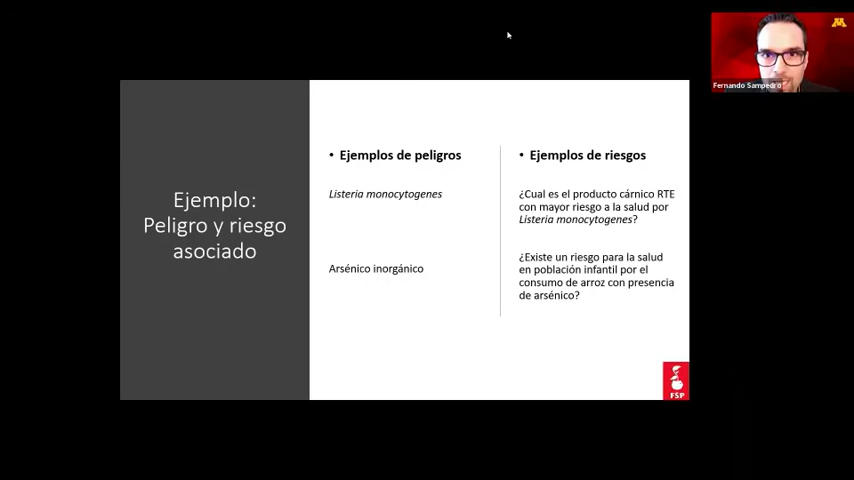 Fernando Sampedro
Ejemplo:
Peligro y riesgo
asociado
• Ejemplos de peligros
Listeria monocytogenes
Arsénico inorgánico
• Ejemplos de riesgos
¿Cual es el producto cárnico RTE
con mayor riesgo a la salud por
Listeria monocytogenes?
¿Existe un riesgo para la salud
en población infantil por el
consumo de arroz con presencia
de arsénico?
FSP
M